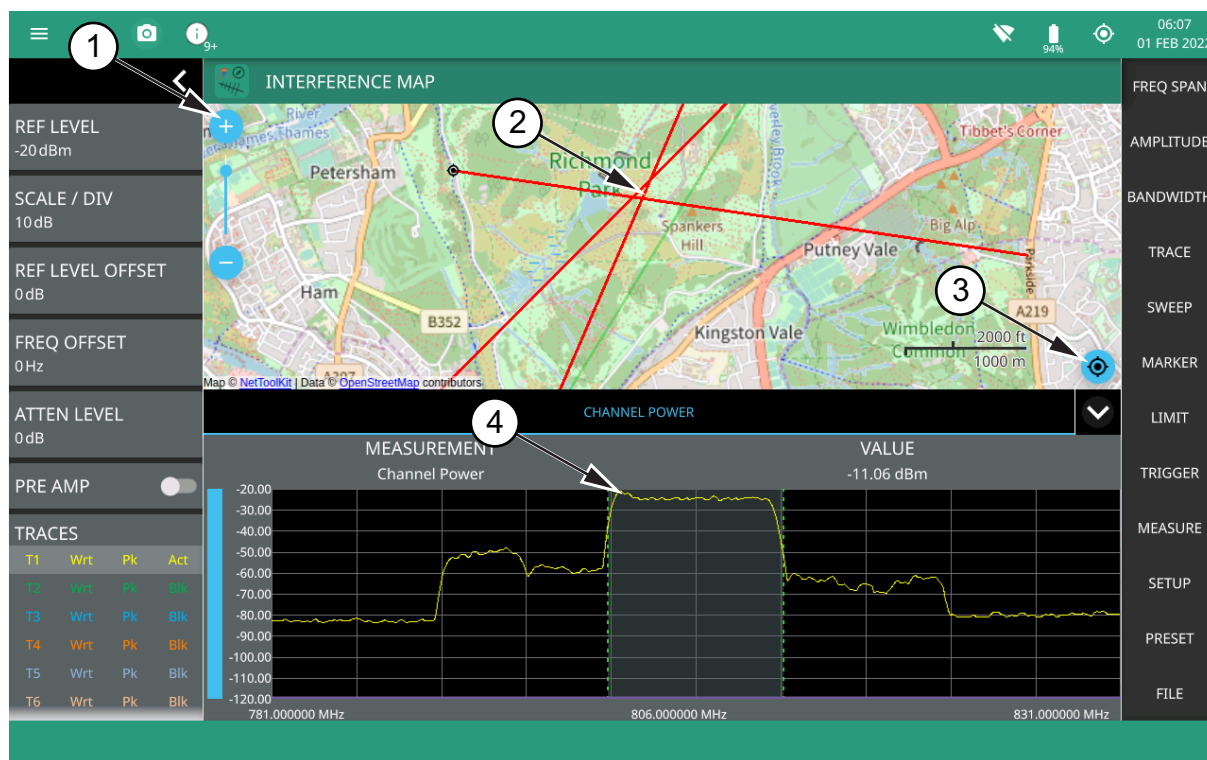 1
9+
94%
06:07
01 FEB 2022
INTERFERENCE MAP
REF LEVEL
-20 dBm
SCALE / DIV
10 dB
REF LEVEL OFFSET
0 dB
FREQ OFFSET
0 Hz
ATTEN LEVEL
0 dB
PRE AMP
TRACES
T1 Wrt Pk Act
T2 Wrt Pk Blk
T3 Wrt Pk Blk
T4 Wrt Pk Blk
T5 Wrt Pk Blk
T6 Wrt Pk Blk
+
−
River
Thames
2
Tibbet's Corner
Petersham
Richmond
Park
Beverley Brook
Spankers
Hill
Big Alp
Putney Vale
Parkside
3
Ham
B352
A219
Kingston Vale
Wimbledon
Common
2000 ft
1000 m
A307
Map © NetToolKit | Data © OpenStreetMap contributors
4
CHANNEL POWER
MEASUREMENT VALUE
Channel Power -11.06 dBm
-20.00
-30.00
-40.00
-50.00
-60.00
-70.00
-80.00
-90.00
-100.00
-110.00
-120.00
781.000000 MHz 806.000000 MHz 831.000000 MHz
FREQ SPAN
AMPLITUDE
BANDWIDTH
TRACE
SWEEP
MARKER
LIMIT
TRIGGER
MEASURE
SETUP
PRESET
FILE